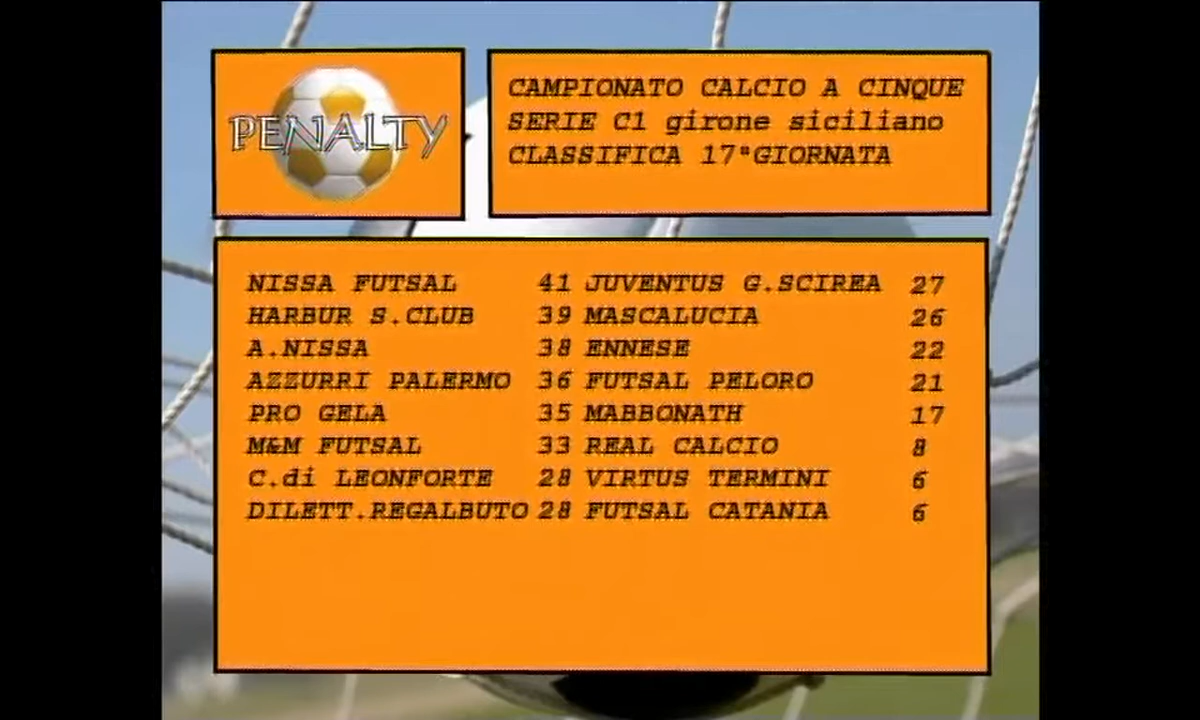 PENALTY
CAMPIONATO CALCIO A CINQUE
SERIE C1 girone siciliano
CLASSIFICA 17ªGIORNATA
NISSA FUTSAL 41 JUVENTUS G.SCIREA 27
HARBUR S.CLUB 39 MASCALUCIA 26
A.NISSA 38 ENNESE 22
AZZURRI PALERMO 36 FUTSAL PELORO 21
PRO GELA 35 MABBONATH 17
M&M FUTSAL 33 REAL CALCIO 8
C.di LEONFORTE 28 VIRTUS TERMINI 6
DILETT.REGALBUTO 28 FUTSAL CATANIA 6